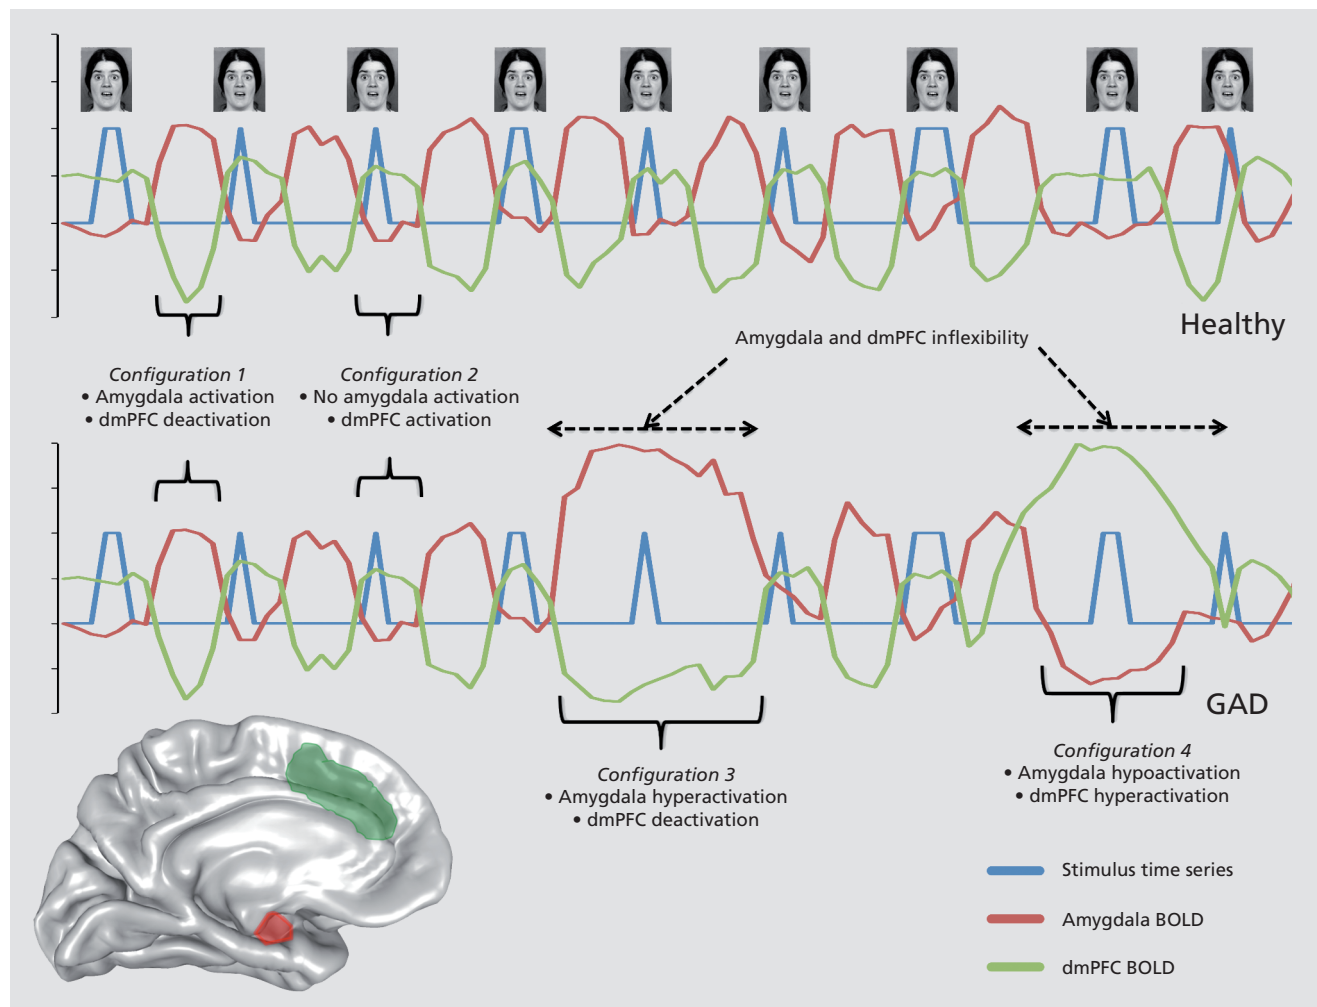 Healthy
Amygdala and dmPFC inflexibility
Configuration 1
• Amygdala activation
• dmPFC deactivation
Configuration 2
• No amygdala activation
• dmPFC activation
GAD
Configuration 3
• Amygdala hyperactivation
• dmPFC deactivation
Configuration 4
• Amygdala hypoactivation
• dmPFC hyperactivation
Stimulus time series
Amygdala BOLD
dmPFC BOLD